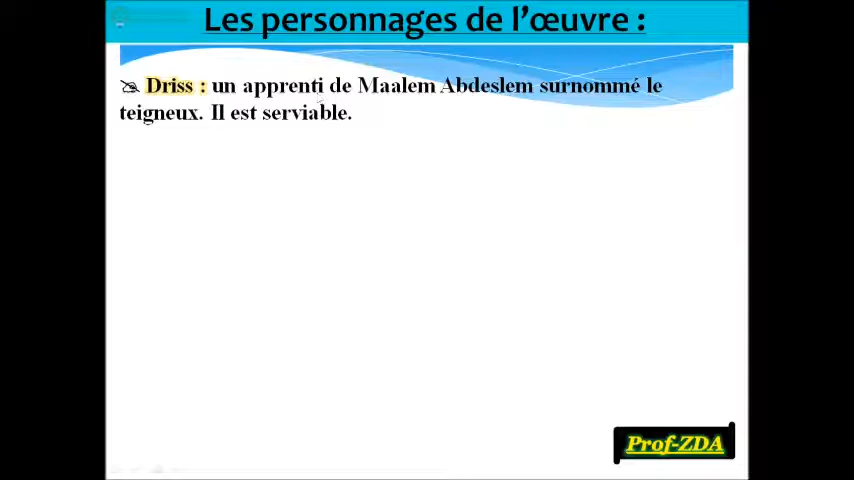 Les personnages de l'œuvre :
Driss : un apprenti de Maalem Abdeslem surnommé le
teigneux. Il est serviable.
Prof-ZDA